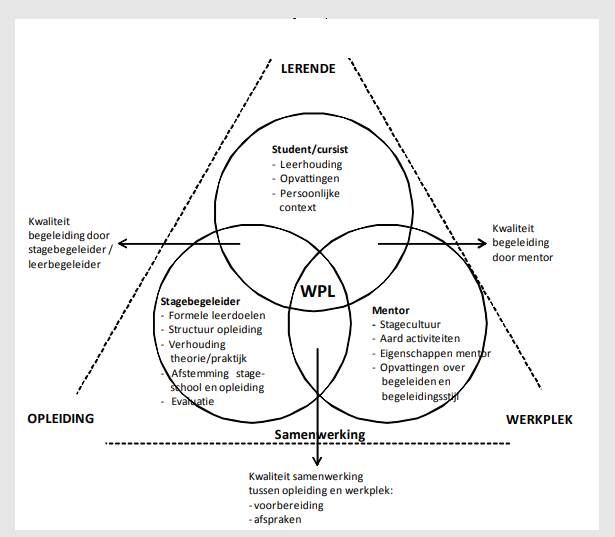 LERENDE
Student/cursist
- Leerhouding
- Opvattingen
- Persoonlijke
context
Kwaliteit
begeleiding door
stagebegeleider /
leerbegeleider
Kwaliteit
begeleiding
door mentor
WPL
Stagebegeleider
- Formele leerdoelen
- Structuur opleiding
- Verhouding
theorie/praktijk
- Afstemming stage-
school en opleiding
- Evaluatie
Mentor
- Stagecultuur
- Aard activiteiten
- Eigenschappen mentor
- Opvattingen over
begeleiden en
begeleidingsstijl
OPLEIDING
WERKPLEK
Samenwerking
Kwaliteit samenwerking
tussen opleiding en werkplek:
- voorbereiding
- afspraken